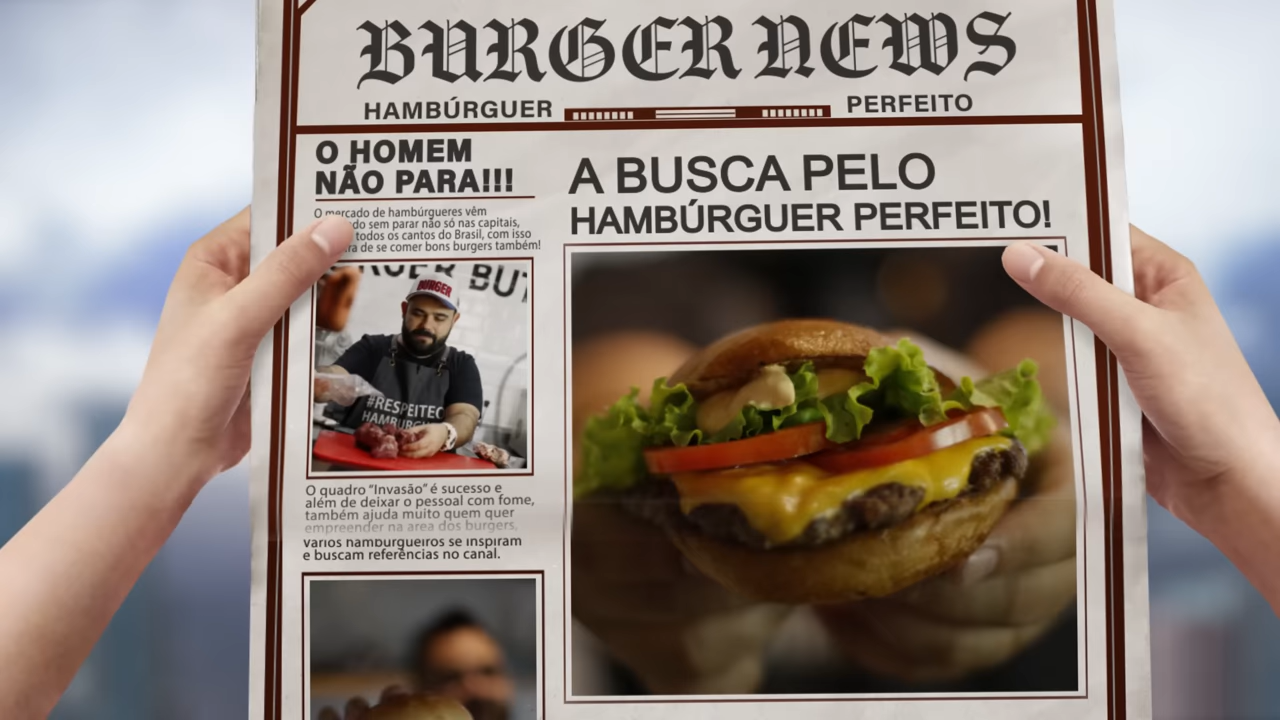 BURGER NEWS
HAMBÚRGUER PERFEITO
O HOMEM
NÃO PARA!!!
O mercado de hambúrgueres vêm
sem parar não só nas capitais,
todos os cantos do Brasil, com isso
de se comer bons burgers também!
BURGER
#RESPEITEO
HAMBURGU
O quadro “Invasão” é sucesso e
além de deixar o pessoal com fome,
também ajuda muito quem quer
empreender na area dos burgers,
varios hamburgueiros se inspiram
e buscam referências no canal.
A BUSCA PELO
HAMBÚRGUER PERFEITO!